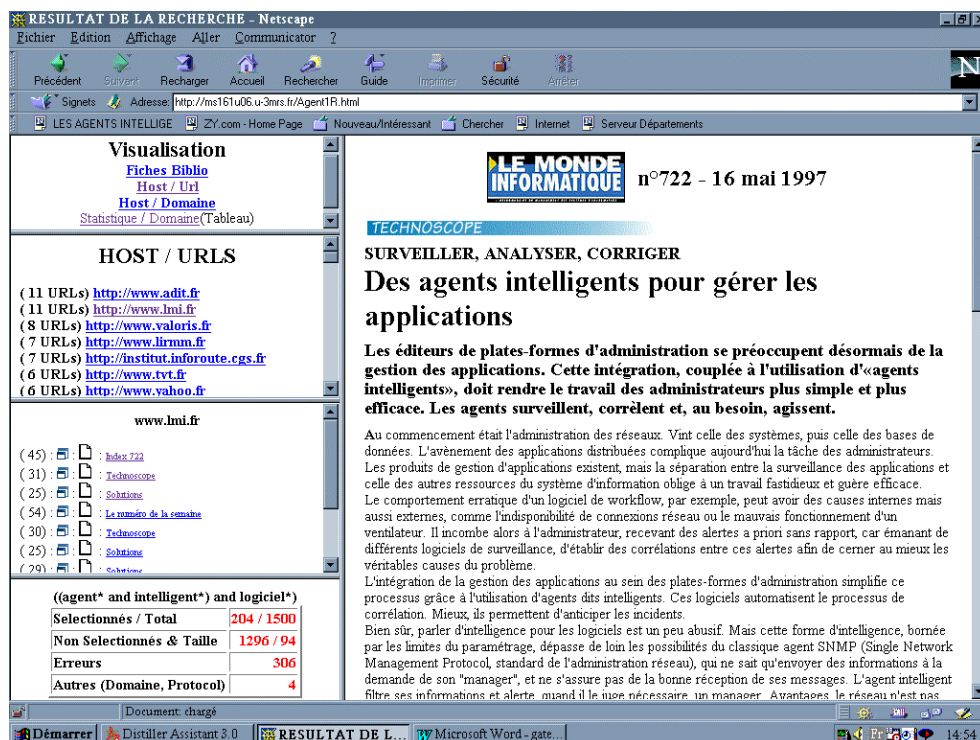 RESULTAT DE LA RECHERCHE - Netscape
Fichier Edition Affichage Aller Communicator ?
Précédent Suivant Recharger Accueil Rechercher Guide Imprimer Sécurité Arrêter
N
Signets Adresse: http://ms161u06.u-3mrs.fr/Agent1R.html
LES AGENTS INTELLIGE ZY.com - Home Page Nouveau/Intéressant Chercher Internet Serveur Départements
Visualisation
Fiches Biblio
Host / Url
Host / Domaine
Statistique / Domaine(Tableau)
HOST / URLS
( 11 URLs) http://www.adit.fr
( 11 URLs) http://www.lmi.fr
( 8 URLs) http://www.valoris.fr
( 7 URLs) http://www.lirmm.fr
( 7 URLs) http://institut.inforoute.cgs.fr
( 6 URLs) http://www.tvt.fr
( 6 URLs) http://www.yahoo.fr
www.lmi.fr
( 45) : : : Index 722
( 31) : : : Technoscope
( 25) : : : Solutions
( 54) : : : Le numéro de la semaine
( 30) : : : Technoscope
( 25) : : : Solutions
( 29) : : : Solutions
((agent* and intelligent*) and logiciel*)
Selectionnés / Total 204 / 1500
Non Selectionnés & Taille 1296 / 94
Erreurs 306
Autres (Domaine, Protocol) 4
LE MONDE
INFORMATIQUE
n°722 - 16 mai 1997
TECHNOSCOPE
SURVEILLER, ANALYSER, CORRIGER
Des agents intelligents pour gérer les
applications
Les éditeurs de plates-formes d'administration se préoccupent désormais de la
gestion des applications. Cette intégration, couplée à l'utilisation d'«agents
intelligents», doit rendre le travail des administrateurs plus simple et plus
efficace. Les agents surveillent, corrèlent et, au besoin, agissent.
Au commencement était l'administration des réseaux. Vint celle des systèmes, puis celle des bases de
données. L'avènement des applications distribuées complique aujourd'hui la tâche des administrateurs.
Les produits de gestion d'applications existent, mais la séparation entre la surveillance des applications et
celle des autres ressources du système d'information oblige à un travail fastidieux et guère efficace.
Le comportement erratique d'un logiciel de workflow, par exemple, peut avoir des causes internes mais
aussi externes, comme l'indisponibilité de connexions réseau ou le mauvais fonctionnement d'un
ventilateur. Il incombe alors à l'administrateur, recevant des alertes a priori sans rapport, car émanant de
différents logiciels de surveillance, d'établir des corrélations entre ces alertes afin de cerner au mieux les
véritables causes du problème.
L'intégration de la gestion des applications au sein des plates-formes d'administration simplifie ce
processus grâce à l'utilisation d'agents dits intelligents. Ces logiciels automatisent le processus de
corrélation. Mieux, ils permettent d'anticiper les incidents.
Bien sûr, parler d'intelligence pour les logiciels est un peu abusif. Mais cette forme d'intelligence, bornée
par les limites du paramétrage, dépasse de loin les possibilités du classique agent SNMP (Single Network
Management Protocol, standard de l'administration réseau), qui ne sait qu'envoyer des informations à la
demande de son "manager", et ne s'assure pas de la bonne réception de ses messages. L'agent intelligent
filtre ses informations et alerte, quand il le juge nécessaire, un manager. Avantages, le réseau n'est pas
Document: chargé
Démarrer Distiller Assistant 3.0 RESULTAT DE L... Microsoft Word - gate... Fr 14:54